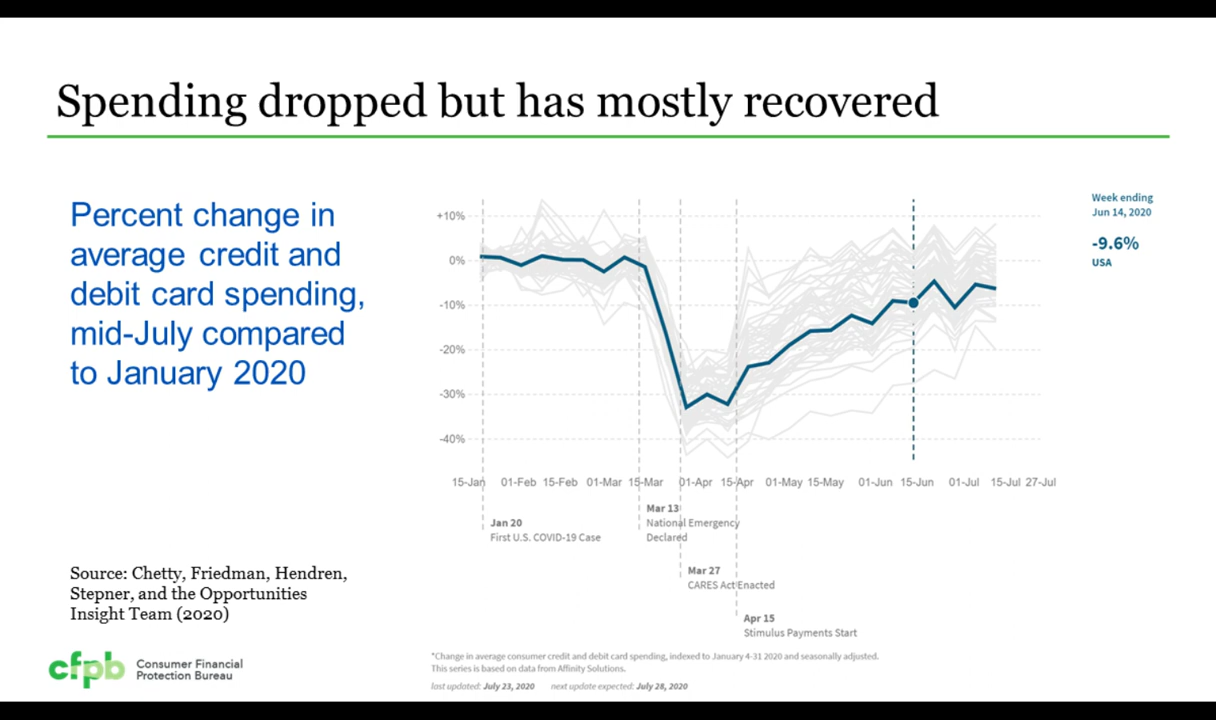 Spending dropped but has mostly recovered
Percent change in
average credit and
debit card spending,
mid-July compared
to January 2020
Source: Chetty, Friedman, Hendren,
Stepner, and the Opportunities
Insight Team (2020)
cfpb
Consumer Financial
Protection Bureau
+10%
0%
-10%
-20%
-30%
-40%
15-Jan 01-Feb 15-Feb 01-Mar 15-Mar 01-Apr 15-Apr 01-May 15-May 01-Jun 15-Jun 01-Jul 15-Jul 27-Jul
Jan 20
First U.S. COVID-19 Case
Mar 13
National Emergency
Declared
Mar 27
CARES Act Enacted
Apr 15
Stimulus Payments Start
Week ending
Jun 14, 2020
-9.6%
USA
*Change in average consumer credit and debit card spending, indexed to January 4-31 2020 and seasonally adjusted.
This series is based on data from Affinity Solutions.
last updated: July 23, 2020 next update expected: July 28, 2020